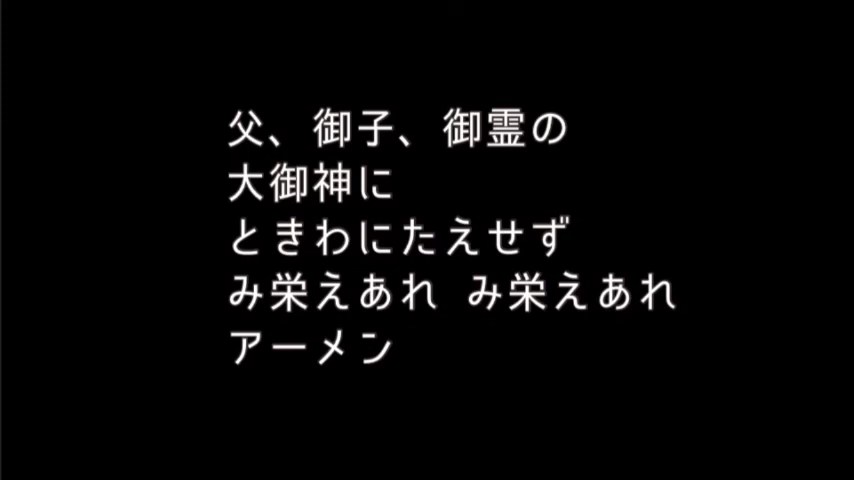 父、御子、御霊の
大御神に
ときわにたえせず
み栄えあれ み栄えあれ
アーメン